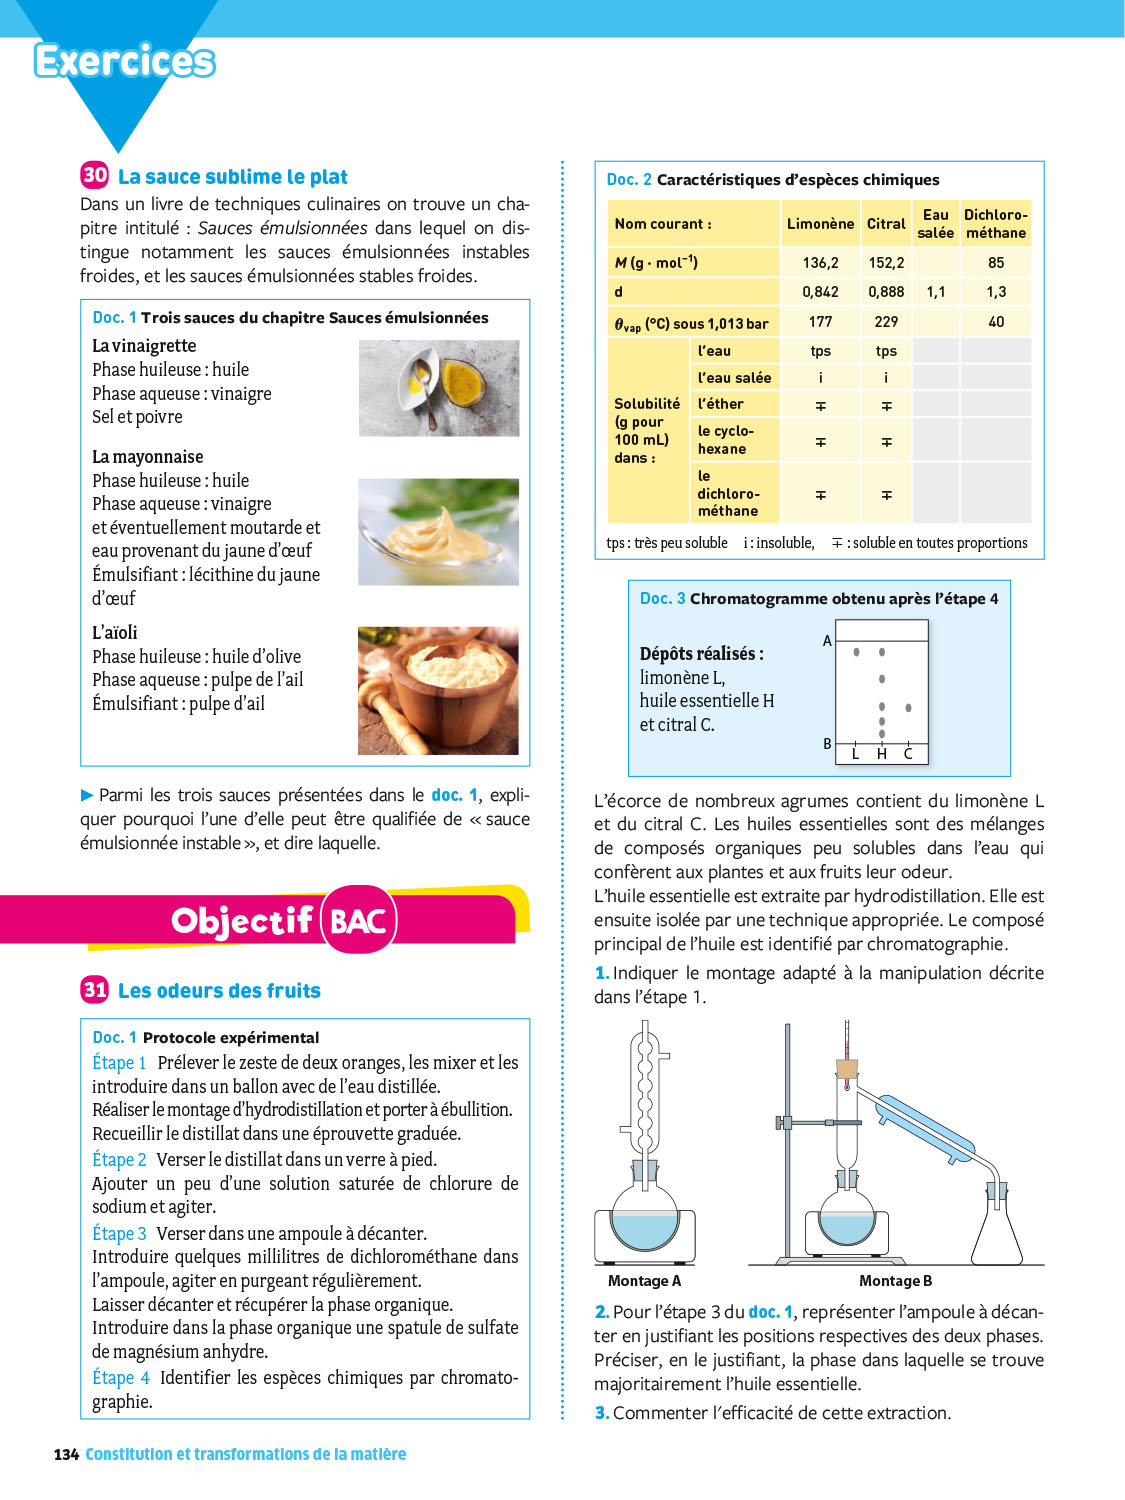 Exercices
30 La sauce sublime le plat
Dans un livre de techniques culinaires on trouve un cha-
pitre intitulé : Sauces émulsionnées dans lequel on dis-
tingue notamment les sauces émulsionnées instables
froides, et les sauces émulsionnées stables froides.
Doc. 1 Trois sauces du chapitre Sauces émulsionnées
La vinaigrette
Phase huileuse : huile
Phase aqueuse : vinaigre
Sel et poivre
La mayonnaise
Phase huileuse : huile
Phase aqueuse : vinaigre
et éventuellement moutarde et
eau provenant du jaune d’œuf
Émulsifiant : lécithine du jaune
d’œuf
L’aïoli
Phase huileuse : huile d’olive
Phase aqueuse : pulpe de l’ail
Émulsifiant : pulpe d’ail
► Parmi les trois sauces présentées dans le doc. 1, expli-
quer pourquoi l’une d’elle peut être qualifiée de « sauce
émulsionnée instable », et dire laquelle.
Objectif BAC
31 Les odeurs des fruits
Doc. 1 Protocole expérimental
Étape 1 Prélever le zeste de deux oranges, les mixer et les
introduire dans un ballon avec de l’eau distillée.
Réaliser le montage d’hydrodistillation et porter à ébullition.
Recueillir le distillat dans une éprouvette graduée.
Étape 2 Verser le distillat dans un verre à pied.
Ajouter un peu d’une solution saturée de chlorure de
sodium et agiter.
Étape 3 Verser dans une ampoule à décanter.
Introduire quelques millilitres de dichlorométhane dans
l’ampoule, agiter en purgeant régulièrement.
Laisser décanter et récupérer la phase organique.
Introduire dans la phase organique une spatule de sulfate
de magnésium anhydre.
Étape 4 Identifier les espèces chimiques par chromato-
graphie.
Doc. 2 Caractéristiques d’espèces chimiques
Nom courant : Limonène Citral Eau salée Dichloro-méthane
M (g · mol⁻¹) 136,2 152,2 85
d 0,842 0,888 1,1 1,3
θvap (°C) sous 1,013 bar 177 229 40
Solubilité (g pour 100 mL) dans :
l’eau tps tps
l’eau salée i i
l’éther ∓ ∓
le cyclo-hexane ∓ ∓
le dichloro-méthane ∓ ∓
tps : très peu soluble i : insoluble, ∓ : soluble en toutes proportions
Doc. 3 Chromatogramme obtenu après l’étape 4
Dépôts réalisés :
limonène L,
huile essentielle H
et citral C.
A
B
L H C
L’écorce de nombreux agrumes contient du limonène L
et du citral C. Les huiles essentielles sont des mélanges
de composés organiques peu solubles dans l’eau qui
confèrent aux plantes et aux fruits leur odeur.
L’huile essentielle est extraite par hydrodistillation. Elle est
ensuite isolée par une technique appropriée. Le composé
principal de l’huile est identifié par chromatographie.
1. Indiquer le montage adapté à la manipulation décrite
dans l’étape 1.
Montage A
Montage B
2. Pour l’étape 3 du doc. 1, représenter l’ampoule à décan-
ter en justifiant les positions respectives des deux phases.
Préciser, en le justifiant, la phase dans laquelle se trouve
majoritairement l’huile essentielle.
3. Commenter l’efficacité de cette extraction.
134 Constitution et transformations de la matière